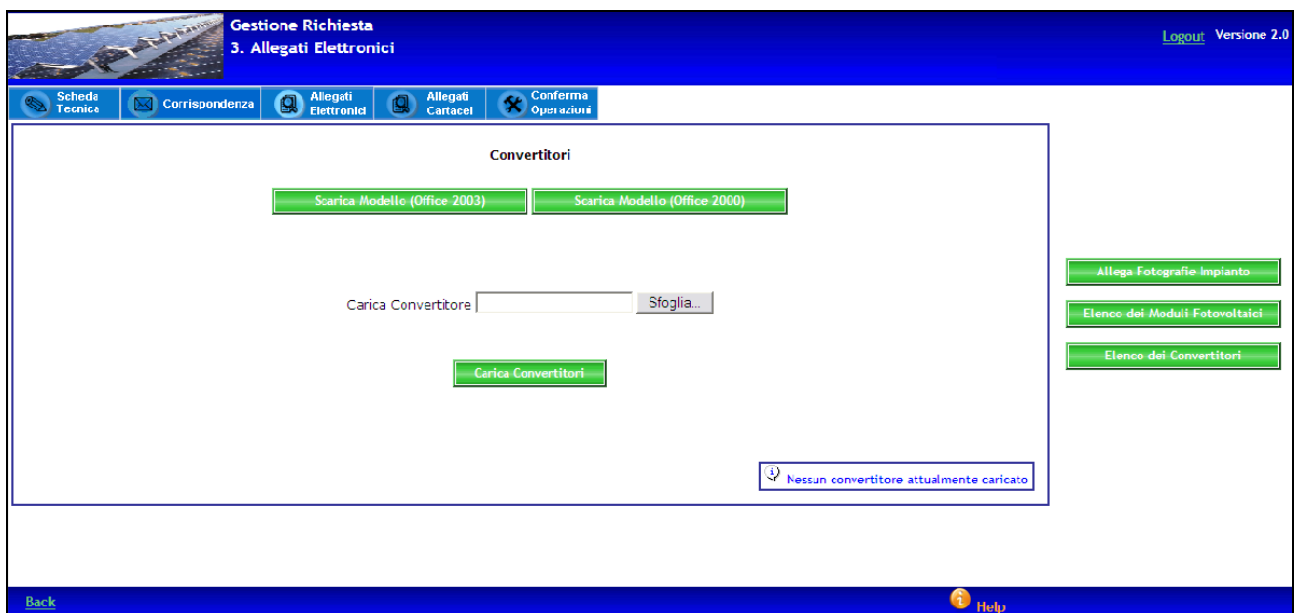 Gestione Richiesta
3. Allegati Elettronici
Logout Versione 2.0
Scheda Tecnica
Corrispondenza
Allegati Elettronici
Allegati Cartacei
Conferma Operazioni
Convertitori
Scarica Modello (Office 2003)
Scarica Modello (Office 2000)
Allega Fotografie Impianto
Carica Convertitore
Sfoglia...
Elenco dei Moduli Fotovoltaici
Elenco dei Convertitori
Carica Convertitori
Nessun convertitore attualmente caricato
Back
Help